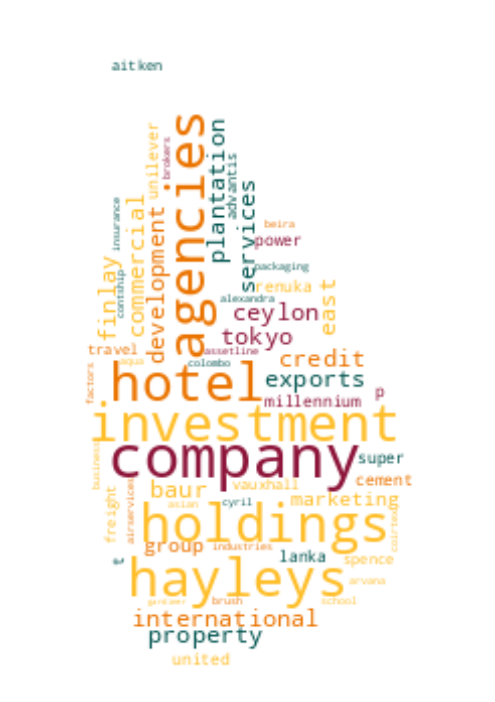 aitken
agencies
plantation
unilever
brokers
advantis
services
commercial
insurance
development
beira
power
finlay
contship
packaging
renuka
east
alexandra
ceylon
tokyo
travel
assetline
credit
aqua
colombo
factors
hotel
exports
p
millennium
investment
company
super
business
cement
baur
vauxhall
freight
airservices
asian
cyril
marketing
holdings
group
industries
lanka
spence
hayleys
arvana
brush
school
international
property
united